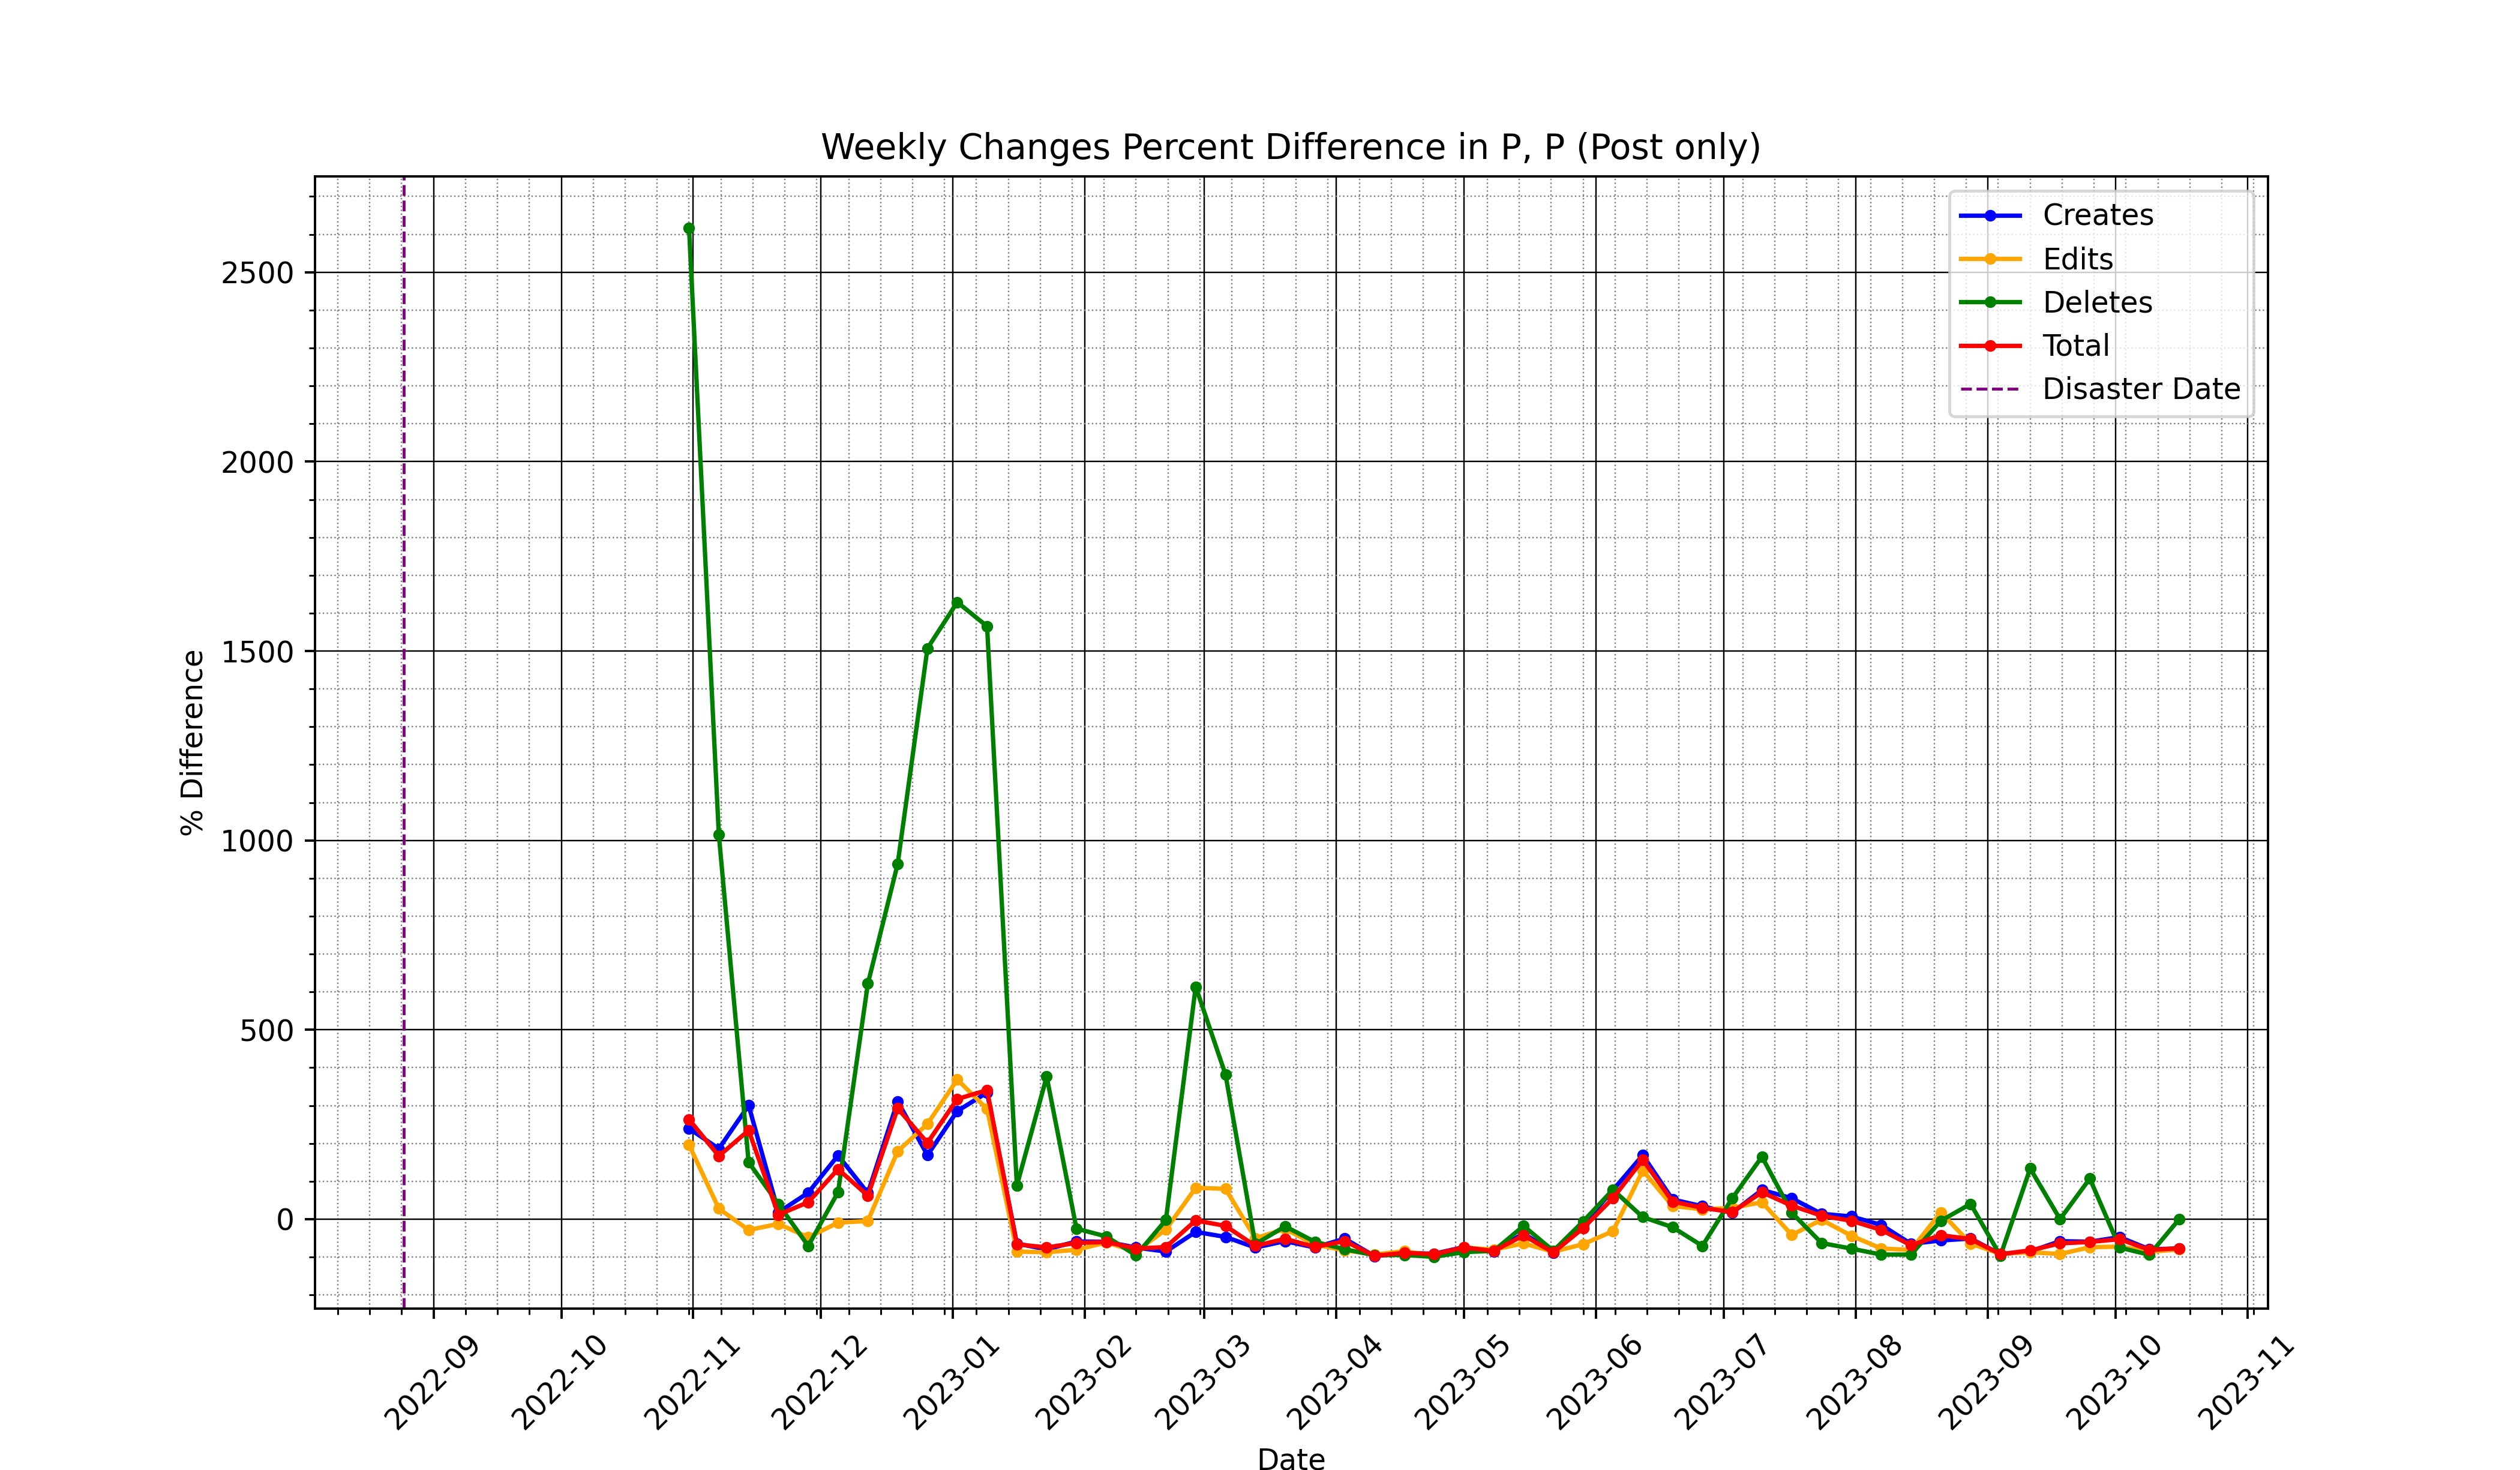 Weekly Changes Percent Difference in P, P (Post only)
Creates
Edits
Deletes
Total
Disaster Date
2500
2000
1500
1000
500
0
% Difference
2022-09
2022-10
2022-11
2022-12
2023-01
2023-02
2023-03
2023-04
2023-05
2023-06
2023-07
2023-08
2023-09
2023-10
2023-11
Date